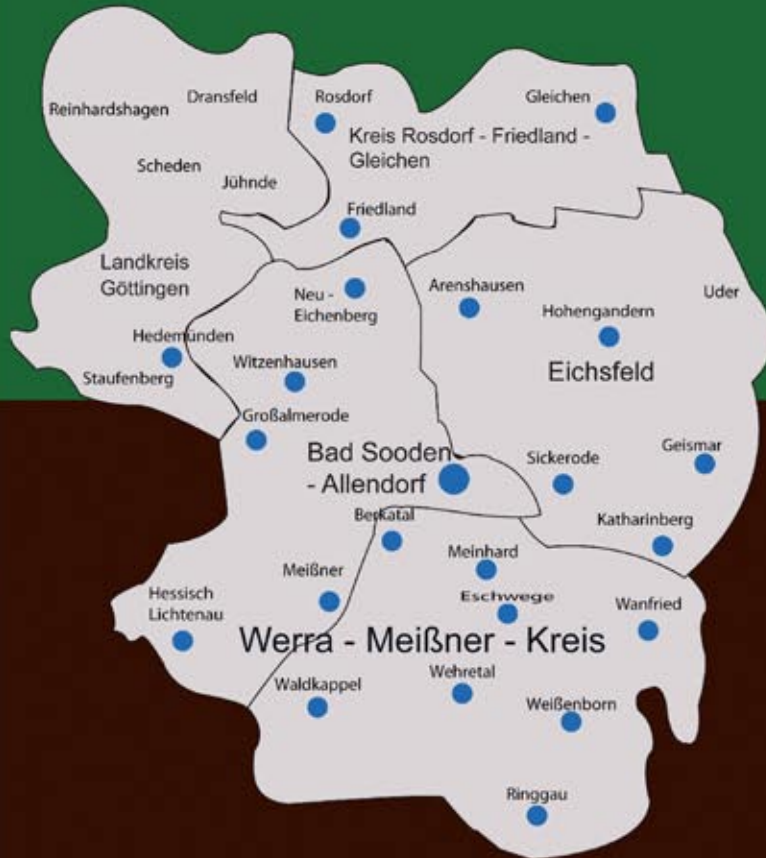 Dransfeld
Reinhardshagen
Rosdorf
Gleichen
Kreis Rosdorf - Friedland -
Gleichen
Scheden
Jühnde
Friedland
Landkreis
Göttingen
Neu -
Eichenberg
Arenshausen
Uder
Hohengandern
Hedemünden
Witzenhausen
Staufenberg
Eichsfeld
Großalmerode
Bad Sooden
- Allendorf
Sickerode
Geismar
Berkatal
Katharinberg
Meinhard
Meißner
Hessisch
Lichtenau
Eschwege
Wanfried
Werra - Meißner - Kreis
Waldkappel
Wehretal
Weißenborn
Ringgau